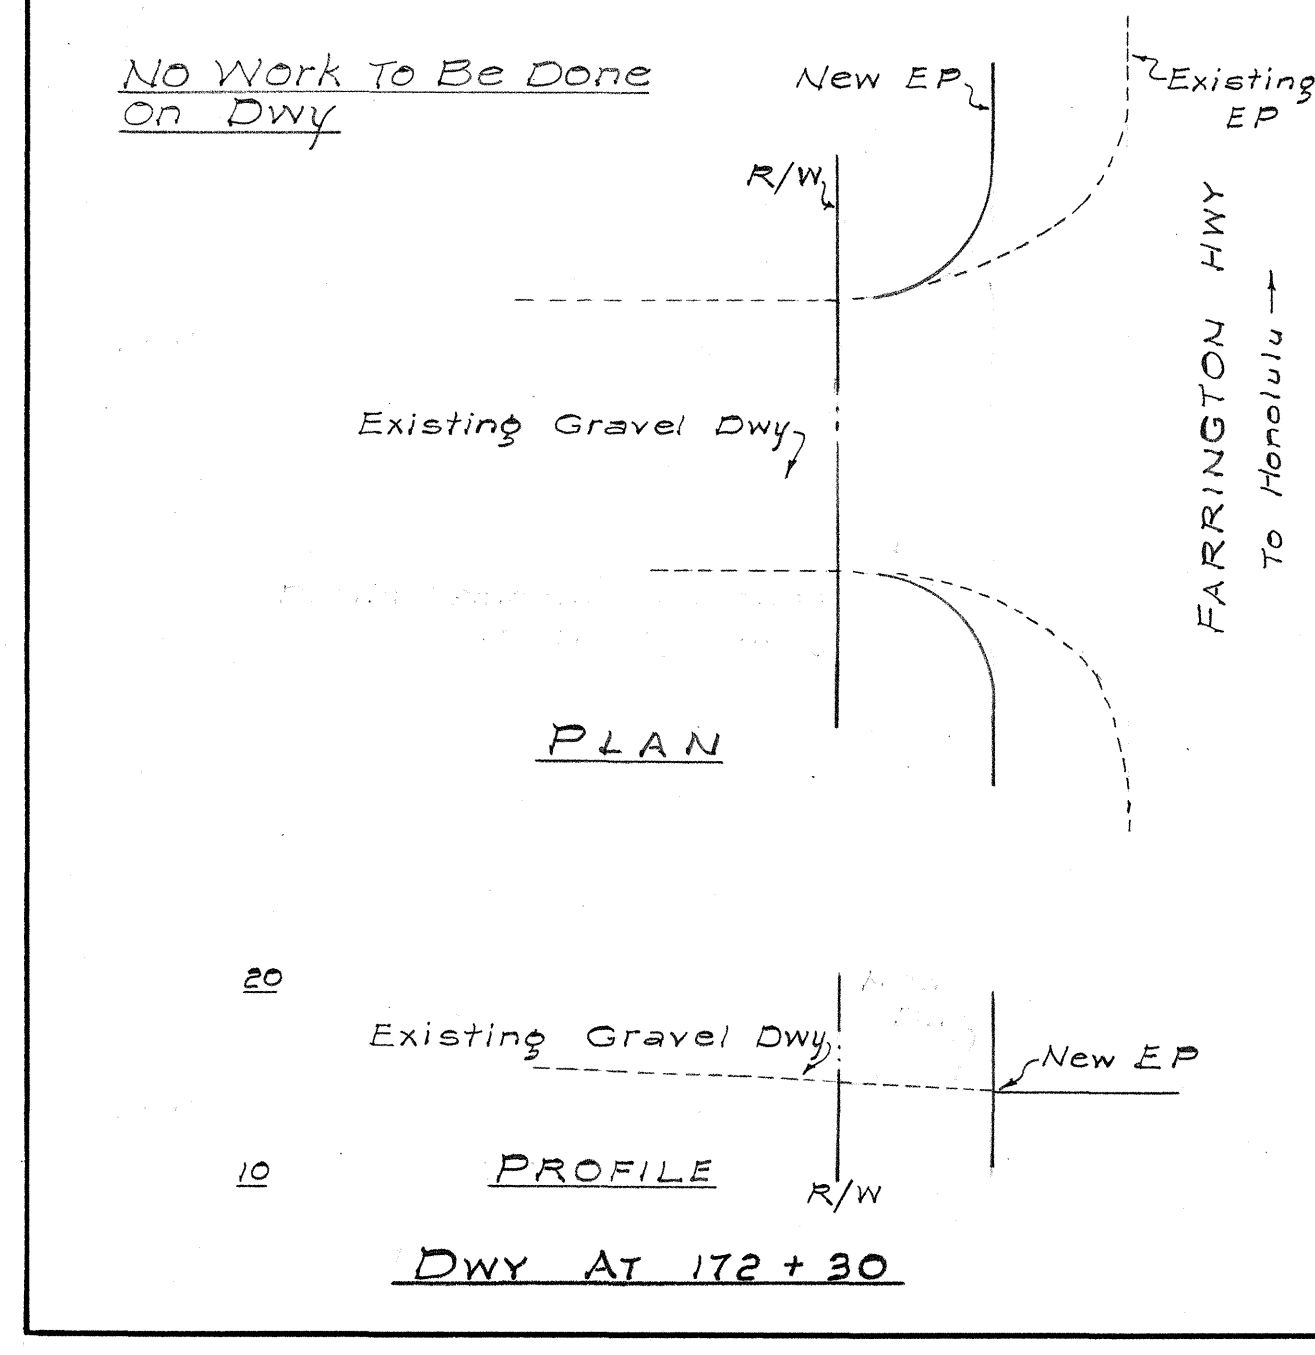 No Work To Be Done
On Dwy
New EP
Existing
EP
R/W
FARRINGTON HWY
To Honolulu
Existing Gravel Dwy
PLAN
20
Existing Gravel Dwy
New EP
10
PROFILE
R/W
DWY AT 172 + 30